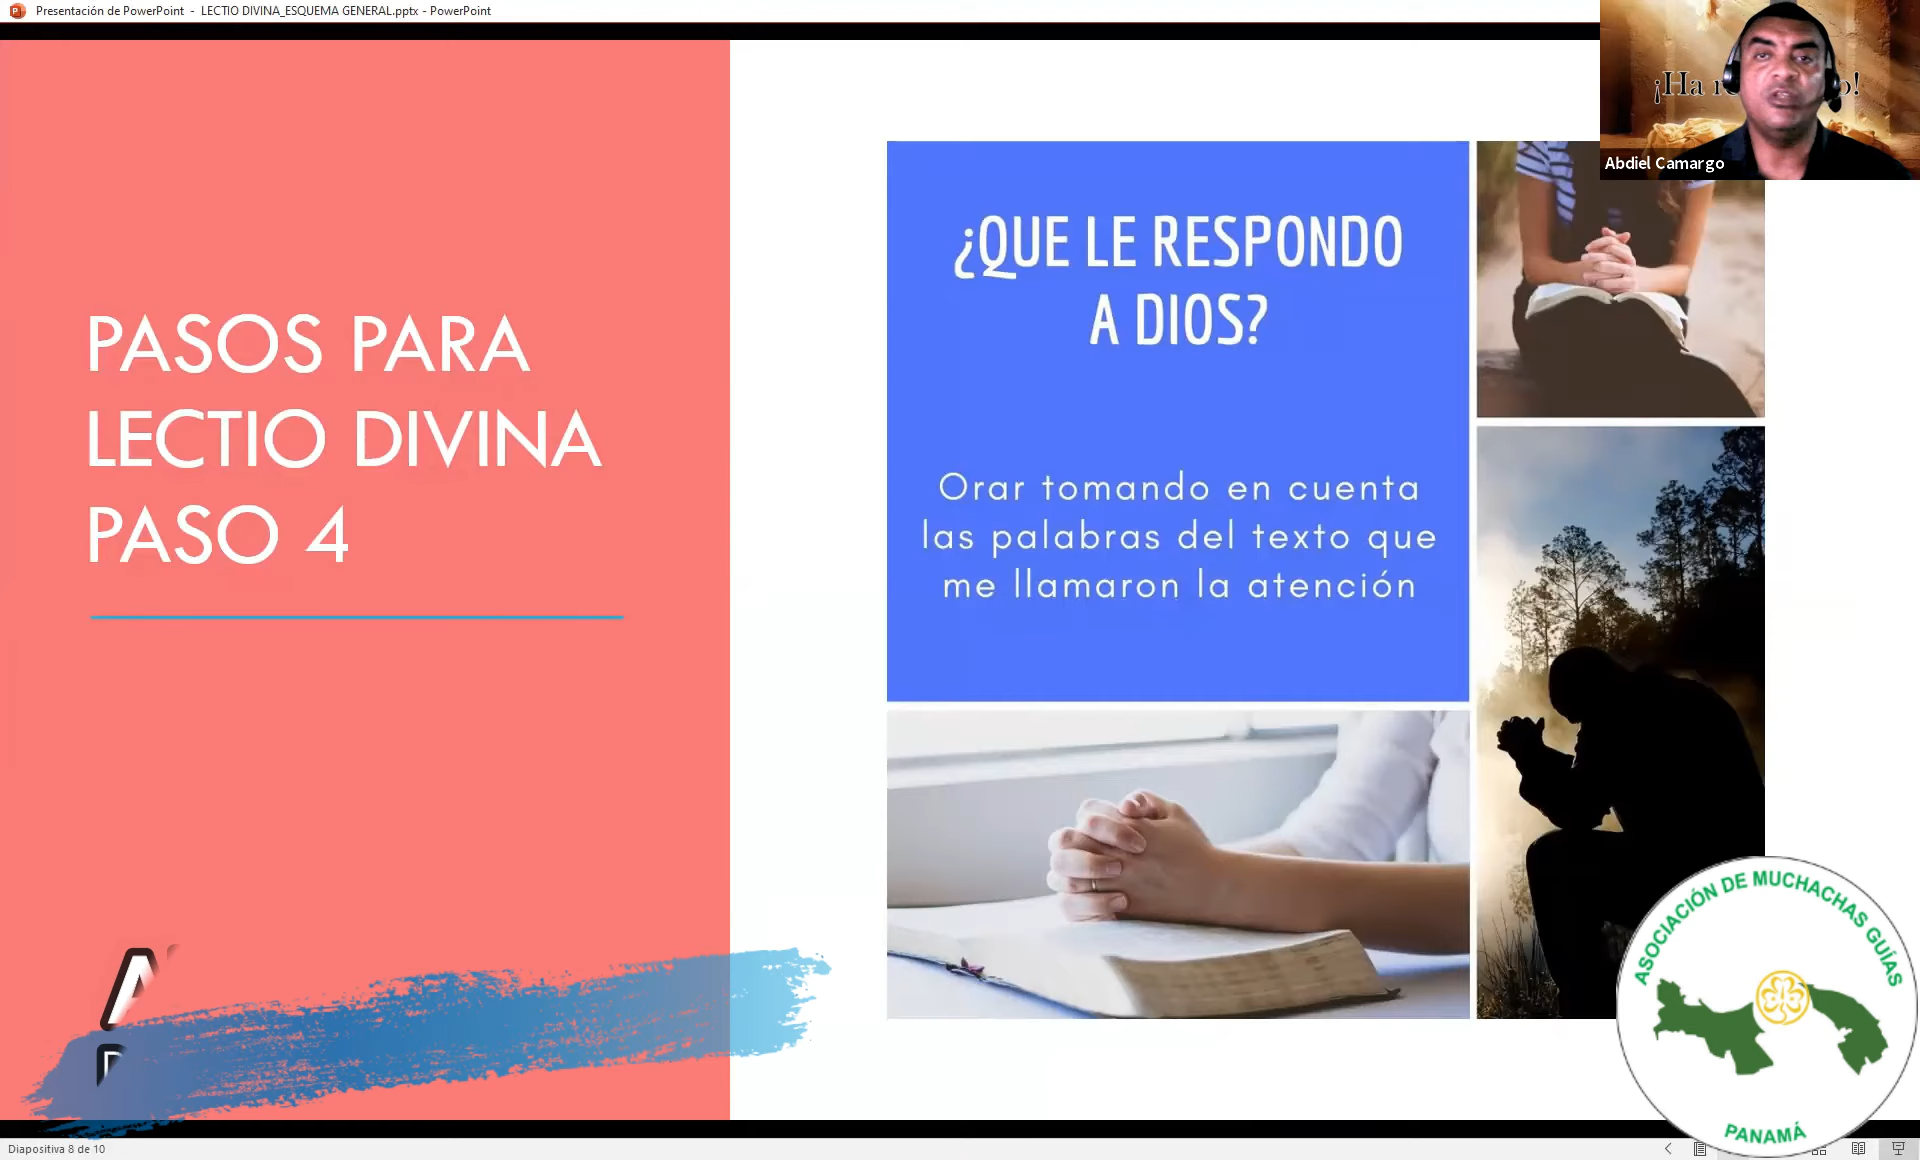 Presentación de PowerPoint - LECTIO DIVINA_ESQUEMA GENERAL.pptx - PowerPoint
¡Ha
o!
Abdiel Camargo
PASOS PARA
LECTIO DIVINA
PASO 4
¿QUE LE RESPONDO
A DIOS?
Orar tomando en cuenta
las palabras del texto que
me llamaron la atención
A
ASOCIACIÓN DE MUCHACHAS GUÍAS
PANAMÁ
Diapositiva 8 de 10